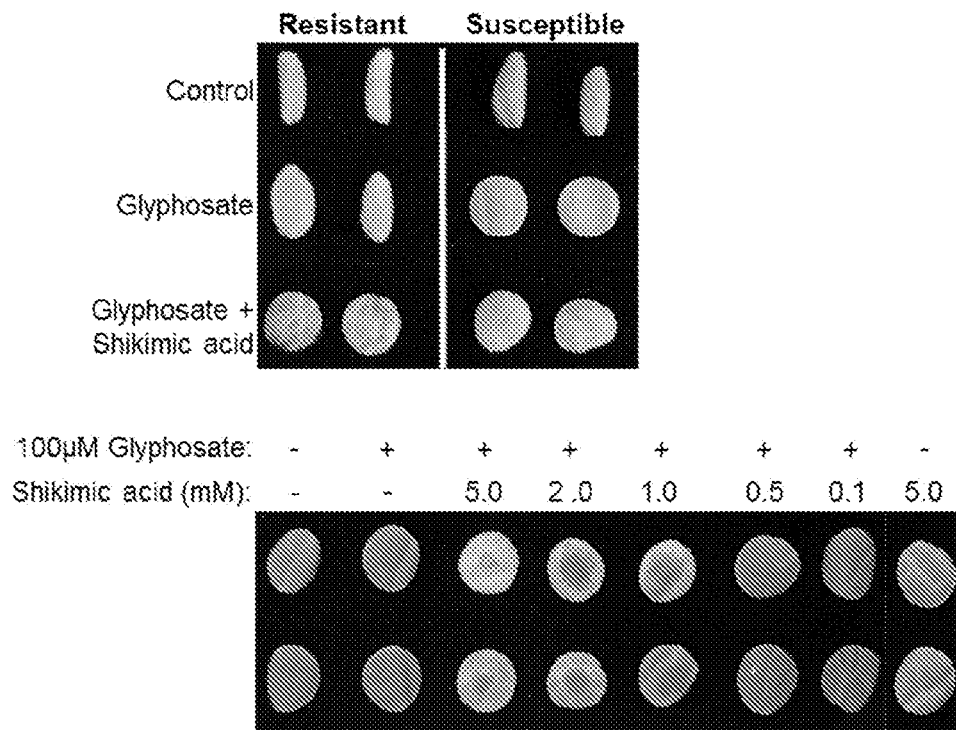 Resistant Susceptible
Control
Glyphosate
Glyphosate +
Shikimic acid
100µM Glyphosate: - + + + + + + -
Shikimic acid (mM): - - 5.0 2.0 1.0 0.5 0.1 5.0